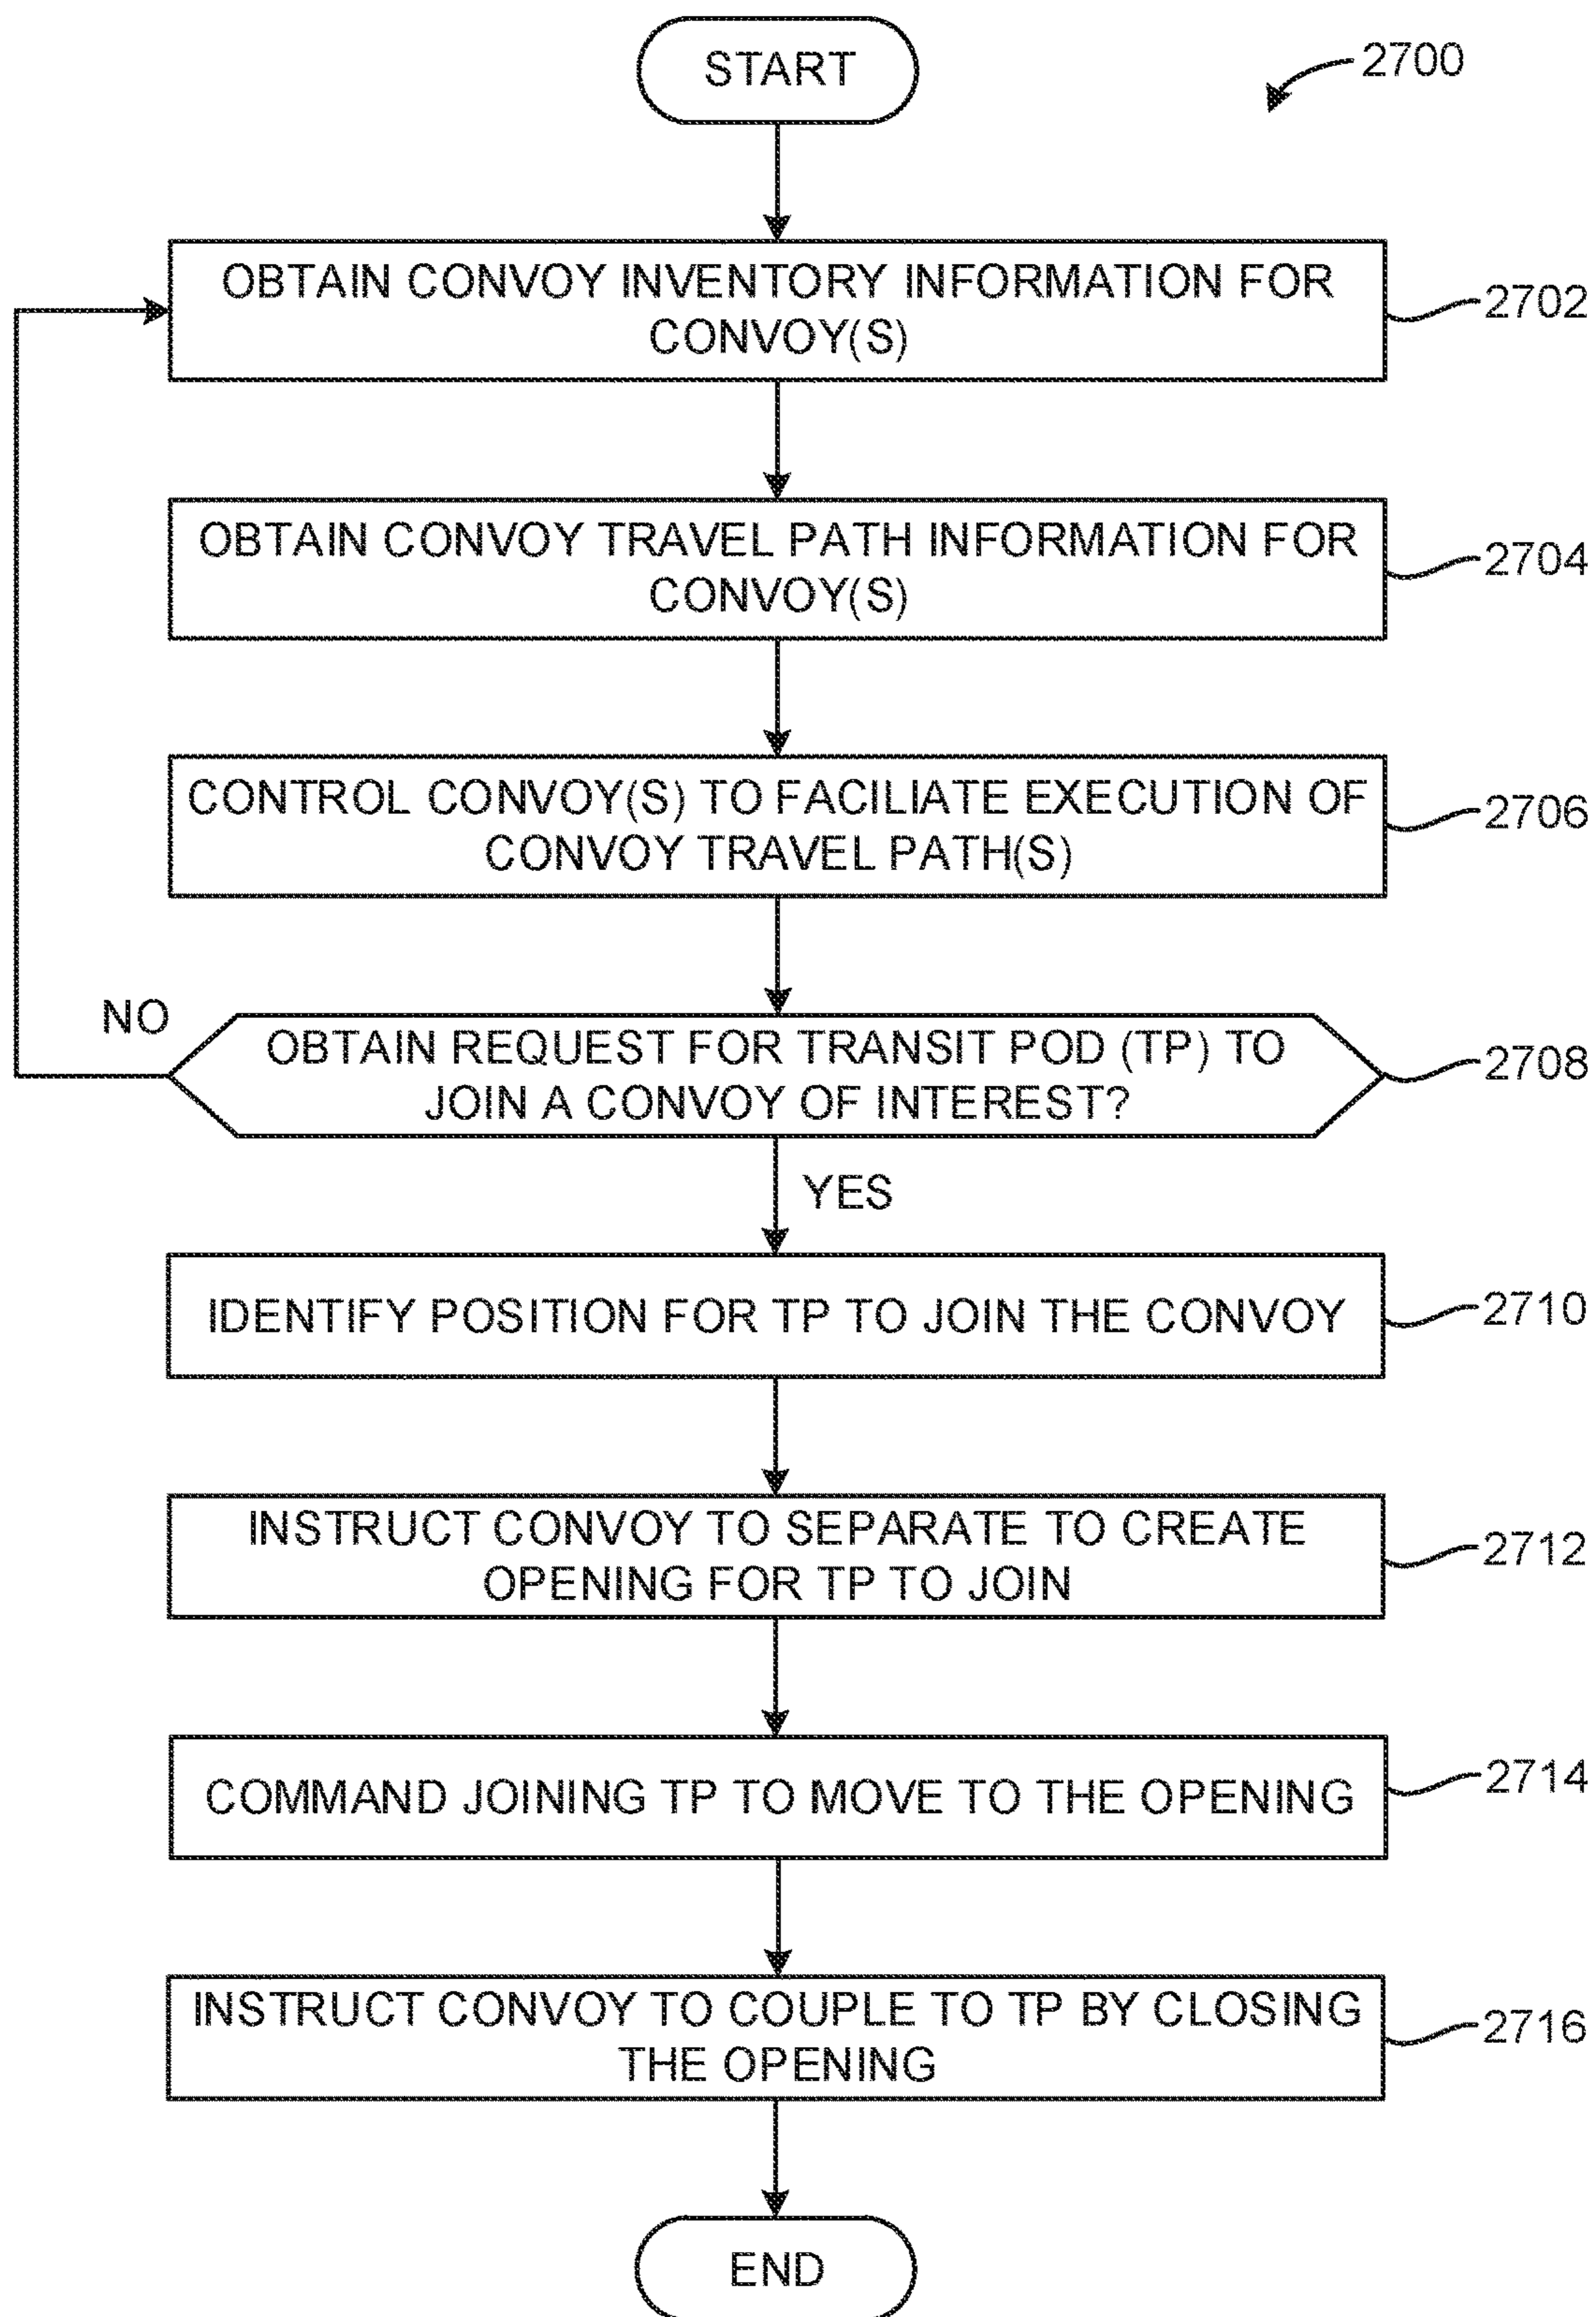 START
2700
OBTAIN CONVOY INVENTORY INFORMATION FOR
CONVOY(S)
2702
OBTAIN CONVOY TRAVEL PATH INFORMATION FOR
CONVOY(S)
2704
CONTROL CONVOY(S) TO FACILIATE EXECUTION OF
CONVOY TRAVEL PATH(S)
2706
NO
OBTAIN REQUEST FOR TRANSIT POD (TP) TO
JOIN A CONVOY OF INTEREST?
2708
YES
IDENTIFY POSITION FOR TP TO JOIN THE CONVOY
2710
INSTRUCT CONVOY TO SEPARATE TO CREATE
OPENING FOR TP TO JOIN
2712
COMMAND JOINING TP TO MOVE TO THE OPENING
2714
INSTRUCT CONVOY TO COUPLE TO TP BY CLOSING
THE OPENING
2716
END